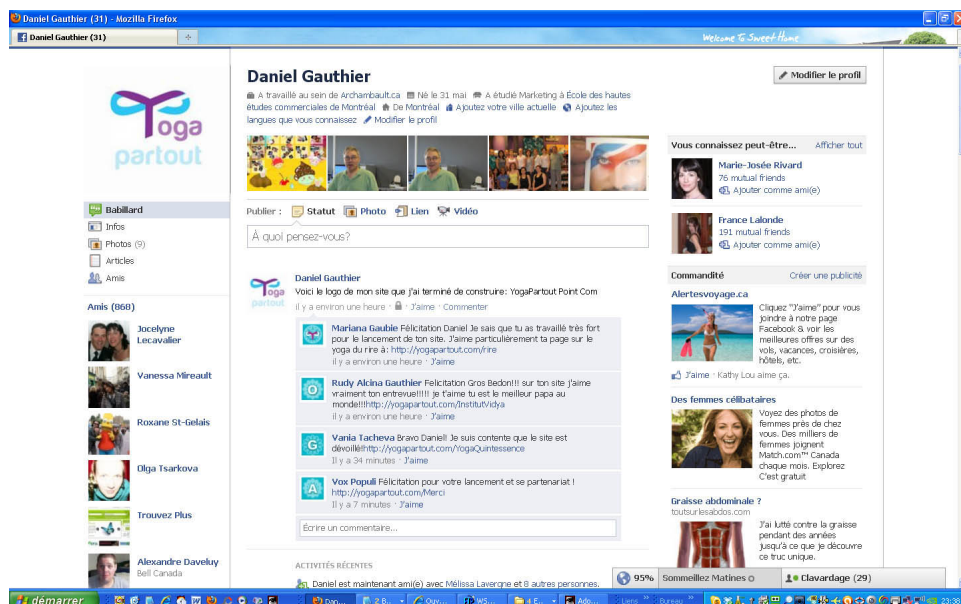 Daniel Gauthier (31) - Mozilla Firefox
Daniel Gauthier (31)
Welcome To Sweet Home
Yoga
partout
Daniel Gauthier
Modifier le profil
A travaillé au sein de Archambault.ca Né le 31 mai A étudié Marketing à École des hautes
études commerciales de Montréal De Montréal Ajoutez votre ville actuelle Ajoutez les
langues que vous connaissez Modifier le profil
Babillard
Infos
Photos (9)
Articles
Amis
Amis (868)
Jocelyne
Lecavalier
Vanessa Mireault
Roxane St-Gelais
Olga Tsarkova
Trouvez Plus
Alexandre Daveluy
Bell Canada
Publier : Statut Photo Lien Vidéo
À quoi pensez-vous?
Yoga
partout
Daniel Gauthier
Voici le logo de mon site que j'ai terminé de construire: YogaPartout Point Com
il y a environ une heure · J'aime · Commenter
Mariana Gaubie Félicitation Daniel Je sais que tu as travaillé très fort
pour le lancement de ton site. J'aime particulièrement ta page sur le
yoga du rire à: http://yogapartout.com/rire
il y a environ une heure · J'aime
Rudy Alcina Gauthier Felicitation Gros Bedon!!! sur ton site j'aime
vraiment ton entrevue!!!!! je t'aime tu est le meilleur papa au
monde!!!http://yogapartout.com/InstitutVidya
il y a environ une heure · J'aime
Vania Tacheva Bravo Daniel! Je suis contente que le site est
dévoilé!http://yogapartout.com/YogaQuintessence
Il y a 34 minutes · J'aime
Vox Populi Félicitation pour votre lancement et se partenariat !
http://yogapartout.com/Merci
Il y a 7 minutes · J'aime
Écrire un commentaire...
ACTIVITÉS RÉCENTES
Daniel est maintenant ami(e) avec Mélissa Lavergne et 8 autres personnes.
Vous connaissez peut-être... Afficher tout
Marie-Josée Rivard
76 mutual friends
Ajouter comme ami(e)
France Lalonde
191 mutual friends
Ajouter comme ami(e)
Commandité Créer une publicité
Alertesvoyage.ca
Cliquez "J'aime" pour vous
joindre à notre page
Facebook & voir les
meilleures offres sur des
vols, vacances, croisières,
hôtels, etc.
J'aime · Kathy Lou aime ça.
Des femmes célibataires
Voyez des photos de
femmes près de chez
vous. Des milliers de
femmes joignent
Match.com™ Canada
chaque mois. Explorez
C'est gratuit
Graisse abdominale ?
toutsurlesabdos.com
J'ai lutté contre la graisse
pendant des années
jusqu'à ce que je découvre
ce truc unique.
95% Sommeillez Matines
Clavardage (29)
démarrer
Dan...
2 B...
Ouv...
WS...
4 E...
Ado...
Liens
Bureau
23:38